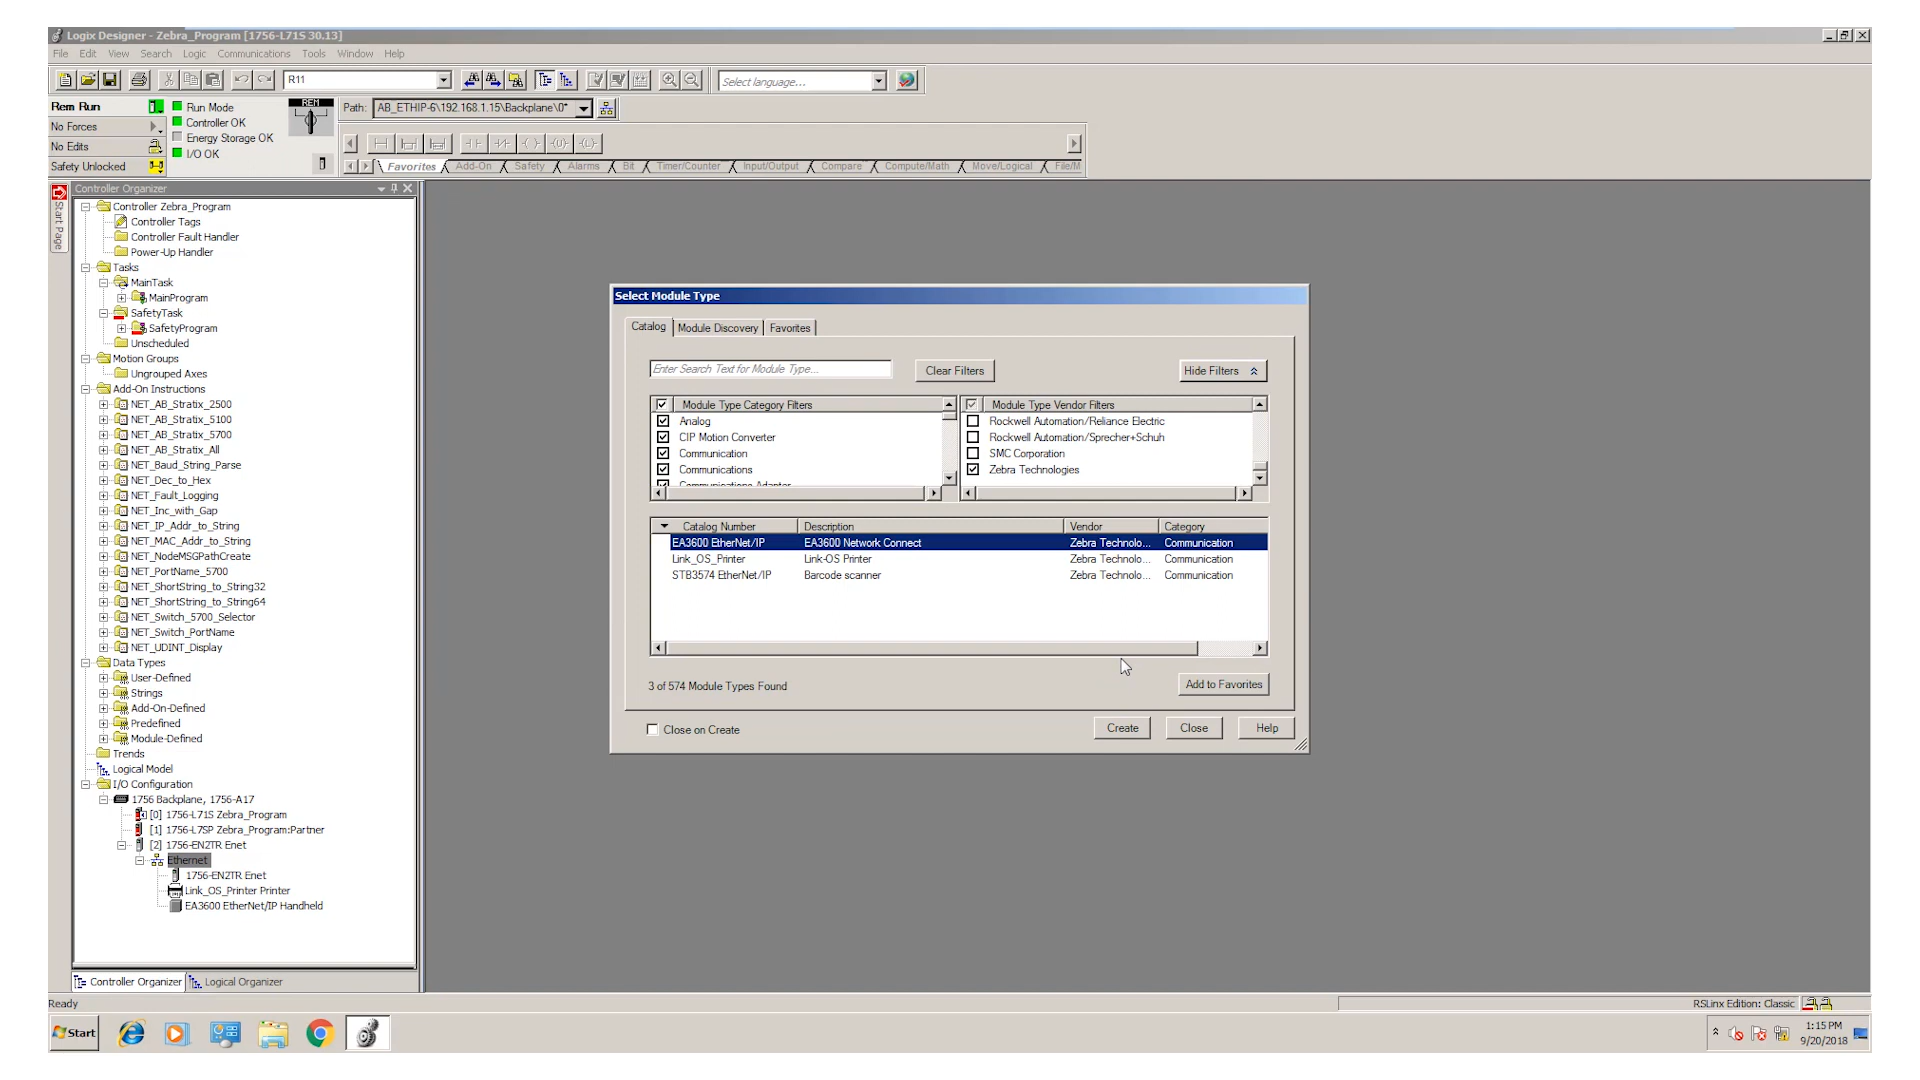 Logix Designer - Zebra_Program [1756-L71S 30.13]
File Edit View Search Logic Communications Tools Window Help
R11
Select language...
Rem Run
Run Mode
REM
Path: AB_ETHIP-6\192.168.1.15\Backplane\0*
No Forces
Controller OK
Energy Storage OK
No Edits
I/O OK
Safety Unlocked
Favorites Add-On Safety Alarms Bit Timer/Counter Input/Output Compare Compute/Math Move/Logical File/M
Start Page
Controller Organizer
Controller Zebra_Program
Controller Tags
Controller Fault Handler
Power-Up Handler
Tasks
MainTask
MainProgram
SafetyTask
SafetyProgram
Unscheduled
Motion Groups
Ungrouped Axes
Add-On Instructions
NET_AB_Stratix_2500
NET_AB_Stratix_5100
NET_AB_Stratix_5700
NET_AB_Stratix_All
NET_Baud_String_Parse
NET_Dec_to_Hex
NET_Fault_Logging
NET_Inc_with_Gap
NET_IP_Addr_to_String
NET_MAC_Addr_to_String
NET_NodeMSGPathCreate
NET_PortName_5700
NET_ShortString_to_String32
NET_ShortString_to_String64
NET_Switch_5700_Selector
NET_Switch_PortName
NET_UDINT_Display
Data Types
User-Defined
Strings
Add-On-Defined
Predefined
Module-Defined
Trends
Logical Model
I/O Configuration
1756 Backplane, 1756-A17
[0] 1756-L71S Zebra_Program
[1] 1756-L7SP Zebra_Program:Partner
[2] 1756-EN2TR Enet
Ethernet
1756-EN2TR Enet
Link_OS_Printer Printer
EA3600 EtherNet/IP Handheld
Controller Organizer Logical Organizer
Select Module Type
Catalog Module Discovery Favorites
Enter Search Text for Module Type...
Clear Filters
Hide Filters
Module Type Category Filters
Analog
CIP Motion Converter
Communication
Communications
Communications Adapter
Module Type Vendor Filters
Rockwell Automation/Reliance Electric
Rockwell Automation/Sprecher+Schuh
SMC Corporation
Zebra Technologies
Catalog Number Description Vendor Category
EA3600 EtherNet/IP EA3600 Network Connect Zebra Technolo... Communication
Link_OS_Printer Link-OS Printer Zebra Technolo... Communication
STB3574 EtherNet/IP Barcode scanner Zebra Technolo... Communication
3 of 574 Module Types Found
Add to Favorites
Close on Create
Create
Close
Help
Ready
RSLinx Edition: Classic
Start
1:15 PM
9/20/2018